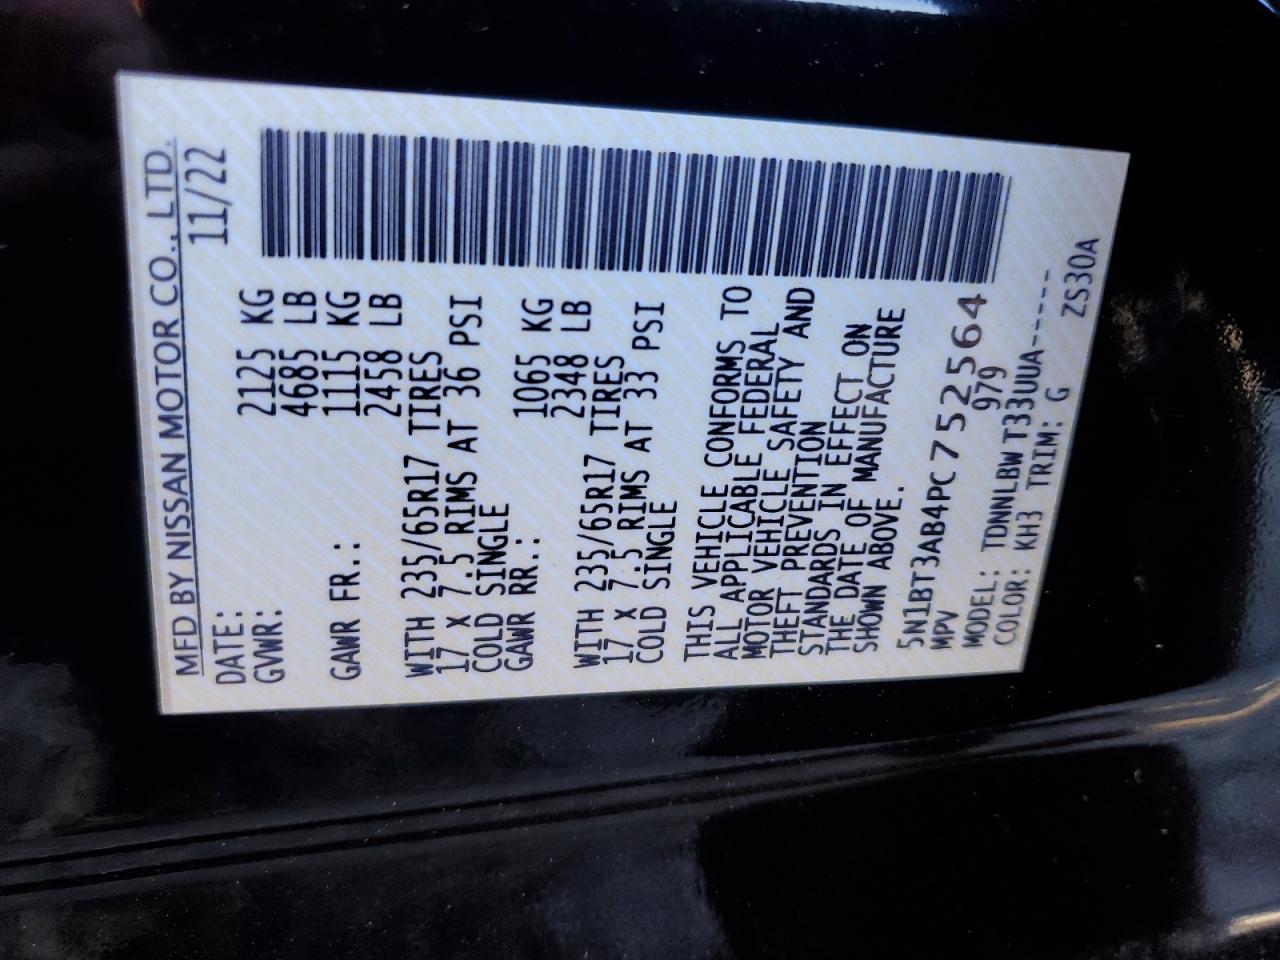 MFD BY NISSAN MOTOR CO., LTD.
DATE: 11/22
GVWR: 2125 KG
4685 LB
GAWR FR.: 1115 KG
2458 LB
WITH 235/65R17 TIRES
17 X 7.5 RIMS AT 36 PSI
COLD SINGLE
GAWR RR.: 1065 KG
2348 LB
WITH 235/65R17 TIRES
17 X 7.5 RIMS AT 33 PSI
COLD SINGLE
THIS VEHICLE CONFORMS TO
ALL APPLICABLE FEDERAL
MOTOR VEHICLE SAFETY AND
THEFT PREVENTION
STANDARDS IN EFFECT ON
THE DATE OF MANUFACTURE
SHOWN ABOVE.
5N1BT3AB4PC752564
MPV 979
MODEL: TDNNLBWT33UUA-----
COLOR: KH3 TRIM: G ZS30A